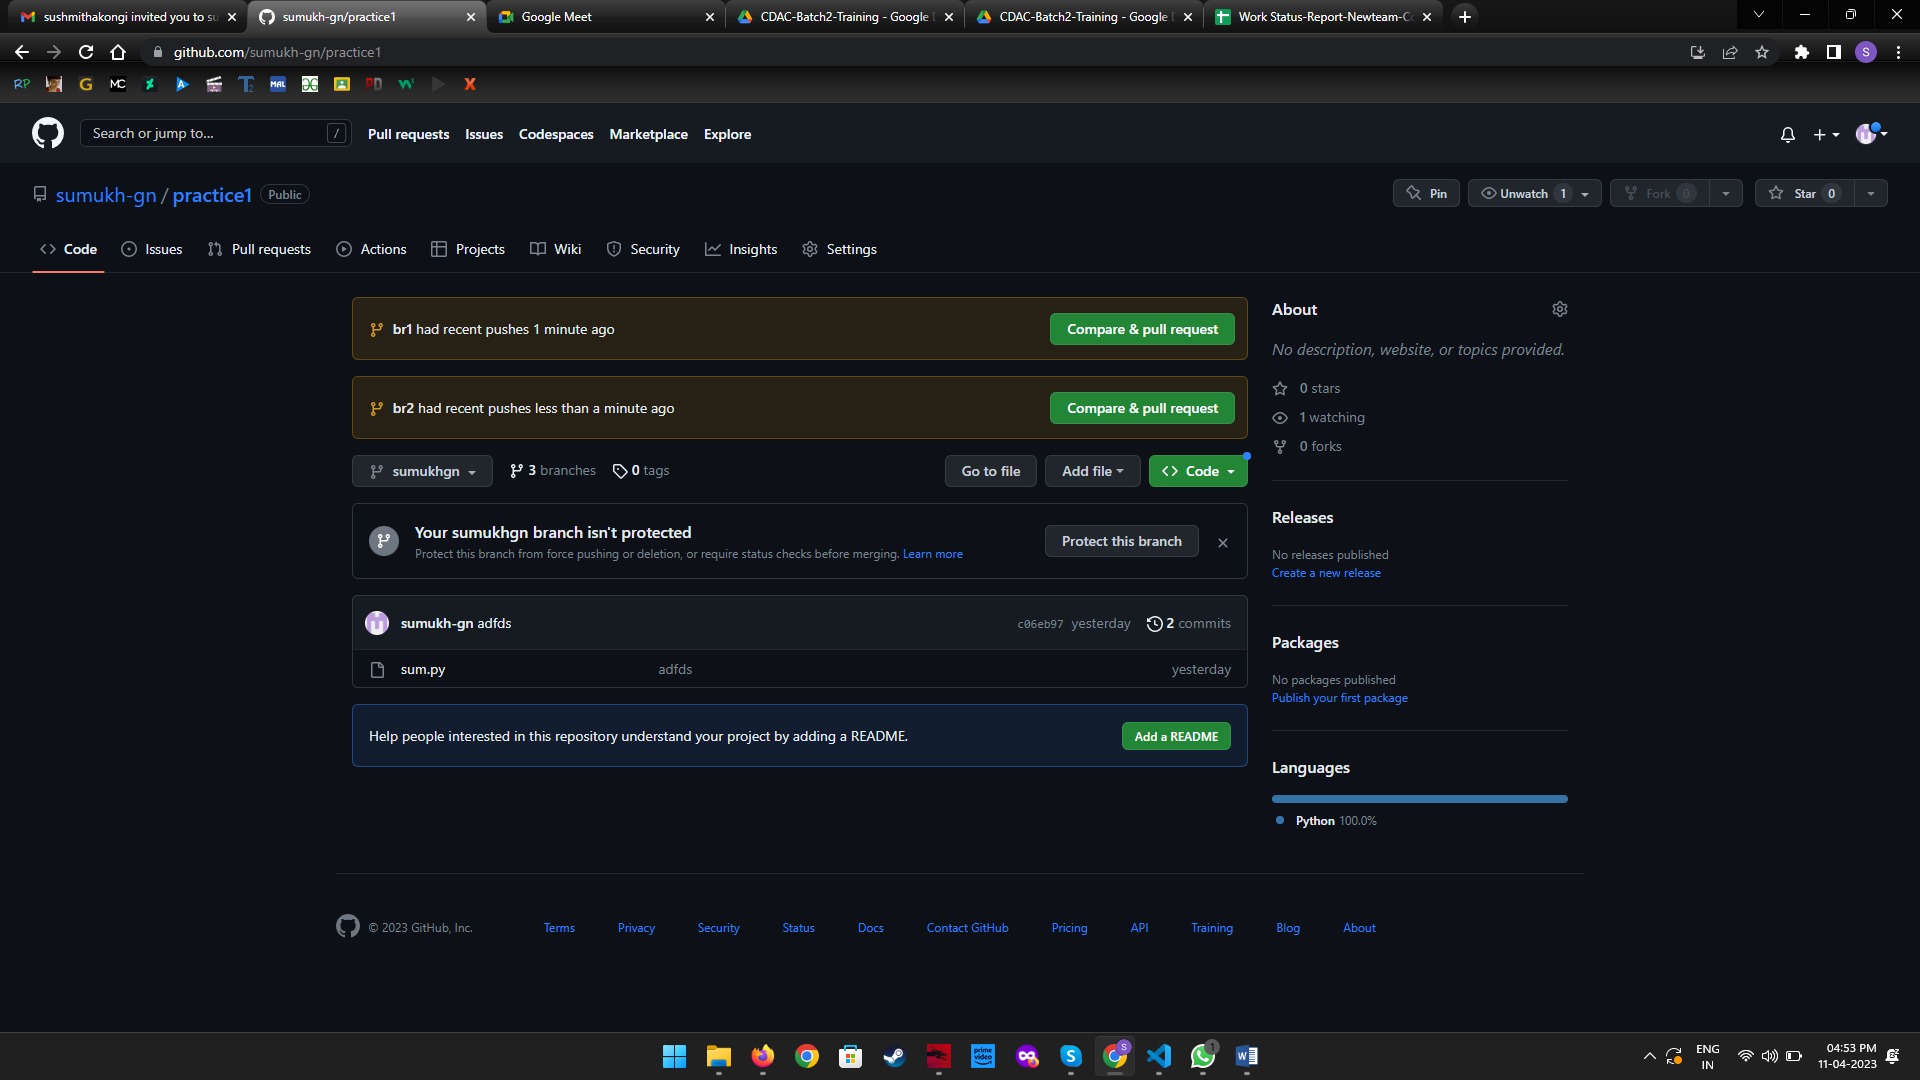 sushmithakongi invited you to su
sumukh-gn/practice1
Google Meet
CDAC-Batch2-Training - Google
CDAC-Batch2-Training - Google
Work Status-Report-Newteam-C
github.com/sumukh-gn/practice1
S
RP
G
MC
MAL
Search or jump to...
/
Pull requests
Issues
Codespaces
Marketplace
Explore
sumukh-gn / practice1
Public
Pin
Unwatch 1
Fork 0
Star 0
Code
Issues
Pull requests
Actions
Projects
Wiki
Security
Insights
Settings
br1 had recent pushes 1 minute ago
Compare & pull request
br2 had recent pushes less than a minute ago
Compare & pull request
sumukhgn
3 branches
0 tags
Go to file
Add file
Code
Your sumukhgn branch isn't protected
Protect this branch from force pushing or deletion, or require status checks before merging. Learn more
Protect this branch
sumukh-gn adfds
c06eb97 yesterday
2 commits
sum.py
adfds
yesterday
Help people interested in this repository understand your project by adding a README.
Add a README
About
No description, website, or topics provided.
0 stars
1 watching
0 forks
Releases
No releases published
Create a new release
Packages
No packages published
Publish your first package
Languages
Python 100.0%
© 2023 GitHub, Inc.
Terms
Privacy
Security
Status
Docs
Contact GitHub
Pricing
API
Training
Blog
About
prime video
S
1
ENG
IN
04:53 PM
11-04-2023